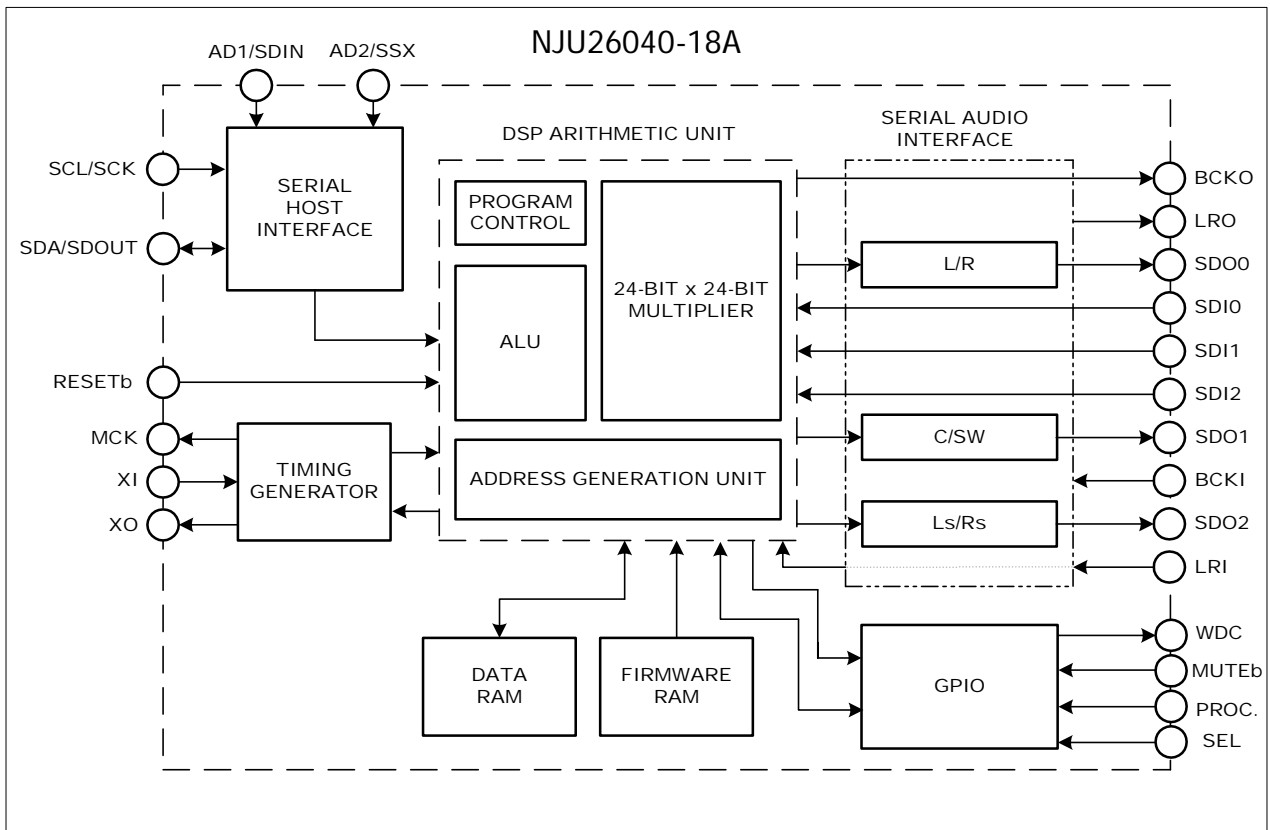 NJU26040-18A
AD1/SDIN
AD2/SSX
SCL/SCK
SDA/SDOUT
RESETb
MCK
XI
XO
SERIAL
HOST
INTERFACE
TIMING
GENERATOR
DSP ARITHMETIC UNIT
PROGRAM
CONTROL
ALU
24-BIT x 24-BIT
MULTIPLIER
ADDRESS GENERATION UNIT
DATA
RAM
FIRMWARE
RAM
SERIAL AUDIO
INTERFACE
L/R
C/SW
Ls/Rs
GPIO
BCKO
LRO
SDO0
SDI0
SDI1
SDI2
SDO1
BCKI
SDO2
LRI
WDC
MUTEb
PROC.
SEL